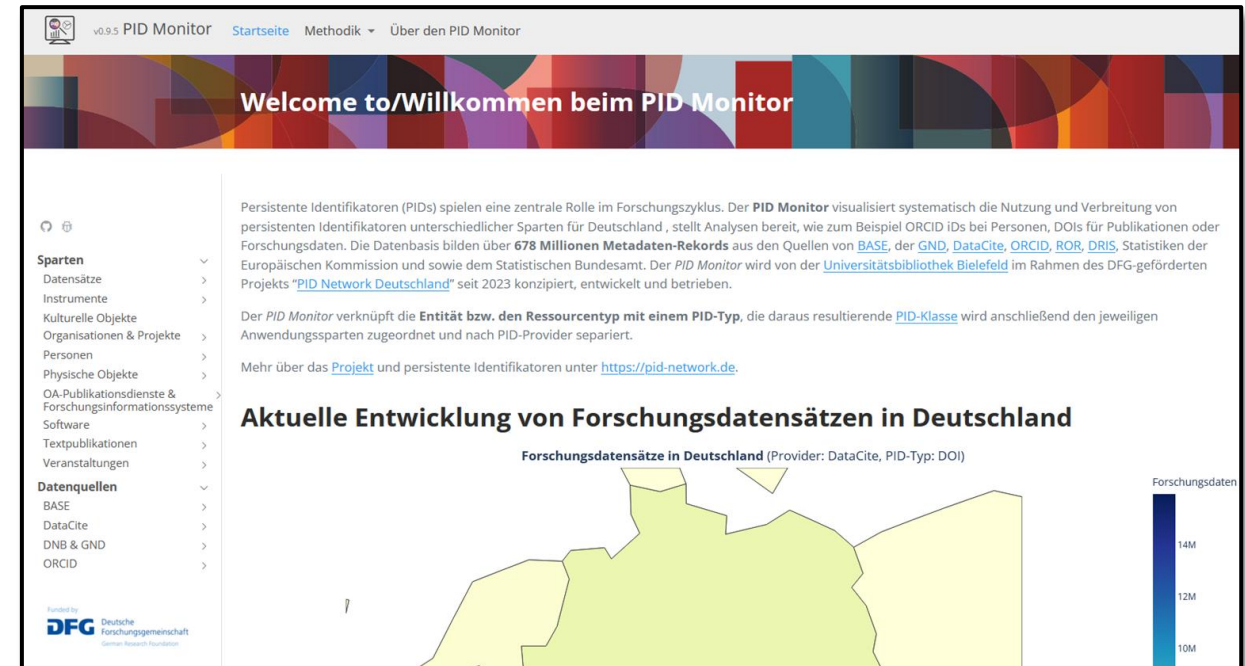 v0.9.5 PID Monitor Startseite Methodik Über den PID Monitor
Welcome to/Willkommen beim PID Monitor
Persistente Identifikatoren (PIDs) spielen eine zentrale Rolle im Forschungszyklus. Der PID Monitor visualisiert systematisch die Nutzung und Verbreitung von
persistenten Identifikatoren unterschiedlicher Sparten für Deutschland , stellt Analysen bereit, wie zum Beispiel ORCID iDs bei Personen, DOIs für Publikationen oder
Forschungsdaten. Die Datenbasis bilden über 678 Millionen Metadaten-Rekords aus den Quellen von BASE, der GND, DataCite, ORCID, ROR, DRIS, Statistiken der
Europäischen Kommission und sowie dem Statistischen Bundesamt. Der PID Monitor wird von der Universitätsbibliothek Bielefeld im Rahmen des DFG-geförderten
Projekts “PID Network Deutschland” seit 2023 konzipiert, entwickelt und betrieben.
Der PID Monitor verknüpft die Entität bzw. den Ressourcentyp mit einem PID-Typ, die daraus resultierende PID-Klasse wird anschließend den jeweiligen
Anwendungssparten zugeordnet und nach PID-Provider separiert.
Mehr über das Projekt und persistente Identifikatoren unter https://pid-network.de.
Sparten
Datensätze
Instrumente
Kulturelle Objekte
Organisationen & Projekte
Personen
Physische Objekte
OA-Publikationsdienste &
Forschungsinformationssysteme
Software
Textpublikationen
Veranstaltungen
Datenquellen
BASE
DataCite
DNB & GND
ORCID
Funded by
DFG Deutsche
Forschungsgemeinschaft
German Research Foundation
Aktuelle Entwicklung von Forschungsdatensätzen in Deutschland
Forschungsdatensätze in Deutschland (Provider: DataCite, PID-Typ: DOI)
Forschungsdaten
14M
12M
10M